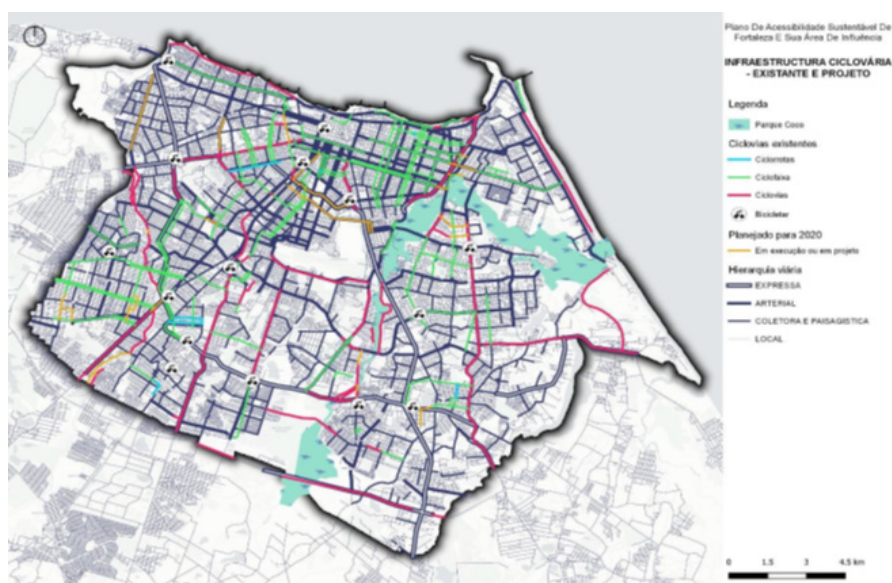 Plano De Acessibilidade Sustentável De
Fortaleza E Sua Área De Influência
INFRAESTRUCTURA CICLOVÁRIA
- EXISTANTE E PROJETO
Legenda
Parque Coco
Ciclovias existentes
Ciclorrotas
Ciclofaixa
Ciclovias
Bicicletar
Planejado para 2020
Em execução ou em projeto
Hierarquia viária
EXPRESSA
ARTERIAL
COLETORA E PAISAGISTICA
LOCAL
0 1.5 3 4.5 km